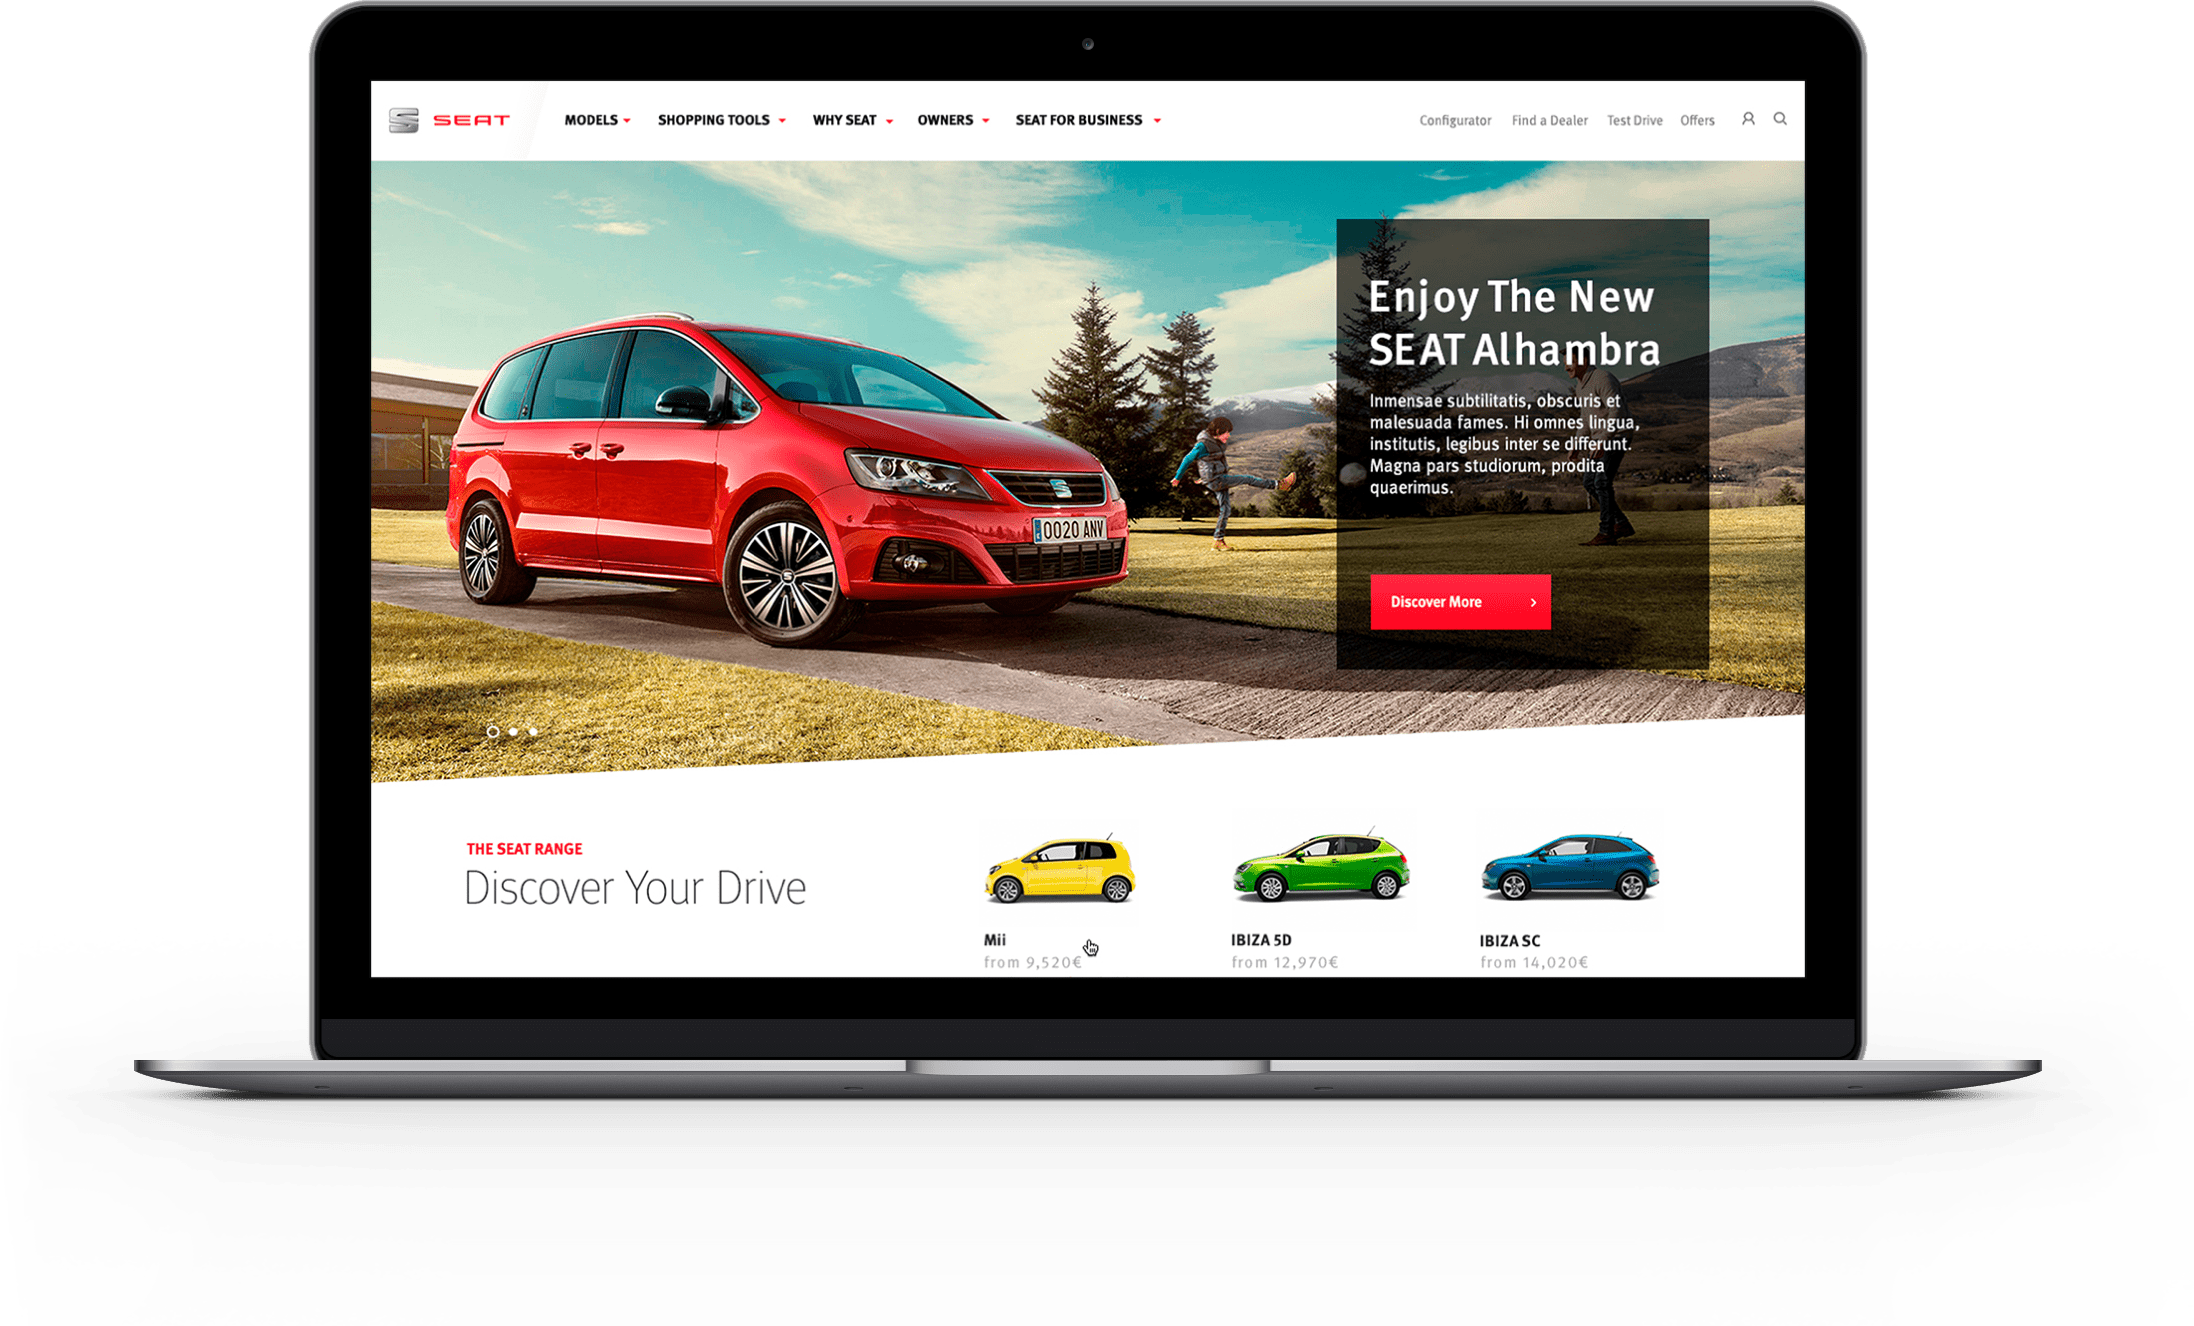 SEAT
MODELS
SHOPPING TOOLS
WHY SEAT
OWNERS
SEAT FOR BUSINESS
Configurator
Find a Dealer
Test Drive
Offers
Enjoy The New
SEAT Alhambra
Inmensae subtilitatis, obscuris et
malesuada fames. Hi omnes lingua,
institutis, legibus inter se differunt.
Magna pars studiorum, prodita
quaerimus.
0020 ANV
Discover More
THE SEAT RANGE
Discover Your Drive
Mii
from 9,520€
IBIZA 5D
from 12,970€
IBIZA SC
from 14,020€